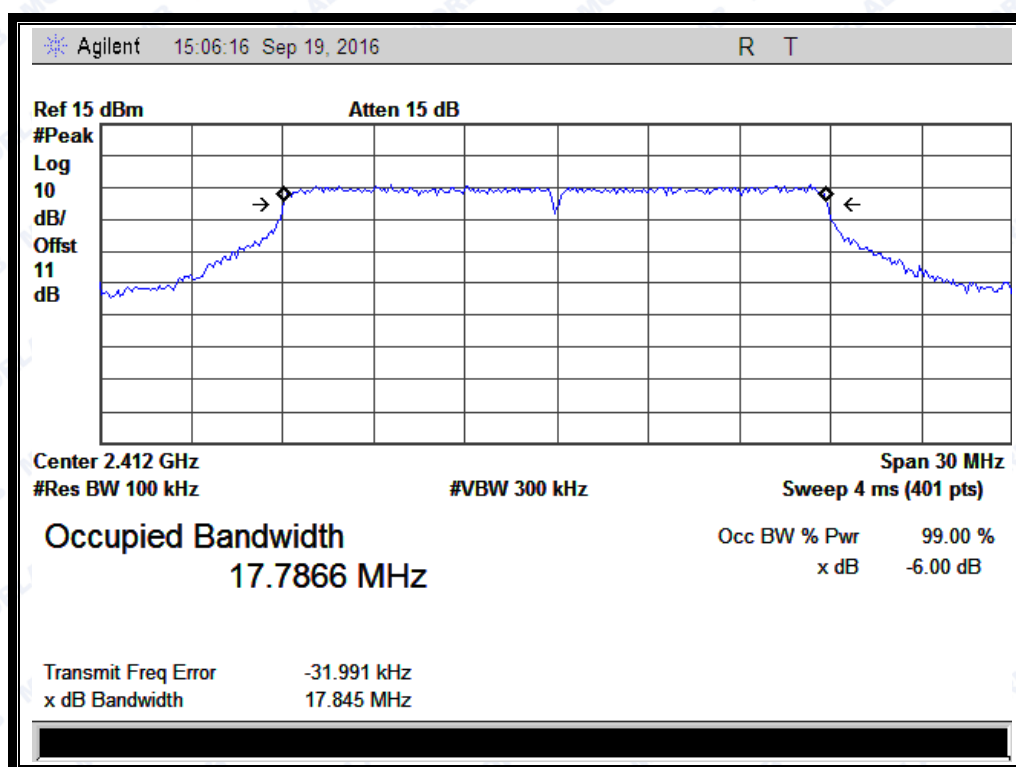 Agilent 15:06:16 Sep 19, 2016 R T
Ref 15 dBm Atten 15 dB
#Peak
Log
10
dB/
Offst
11
dB
Center 2.412 GHz Span 30 MHz
#Res BW 100 kHz #VBW 300 kHz Sweep 4 ms (401 pts)
Occupied Bandwidth Occ BW % Pwr 99.00 %
17.7866 MHz x dB -6.00 dB
Transmit Freq Error -31.991 kHz
x dB Bandwidth 17.845 MHz